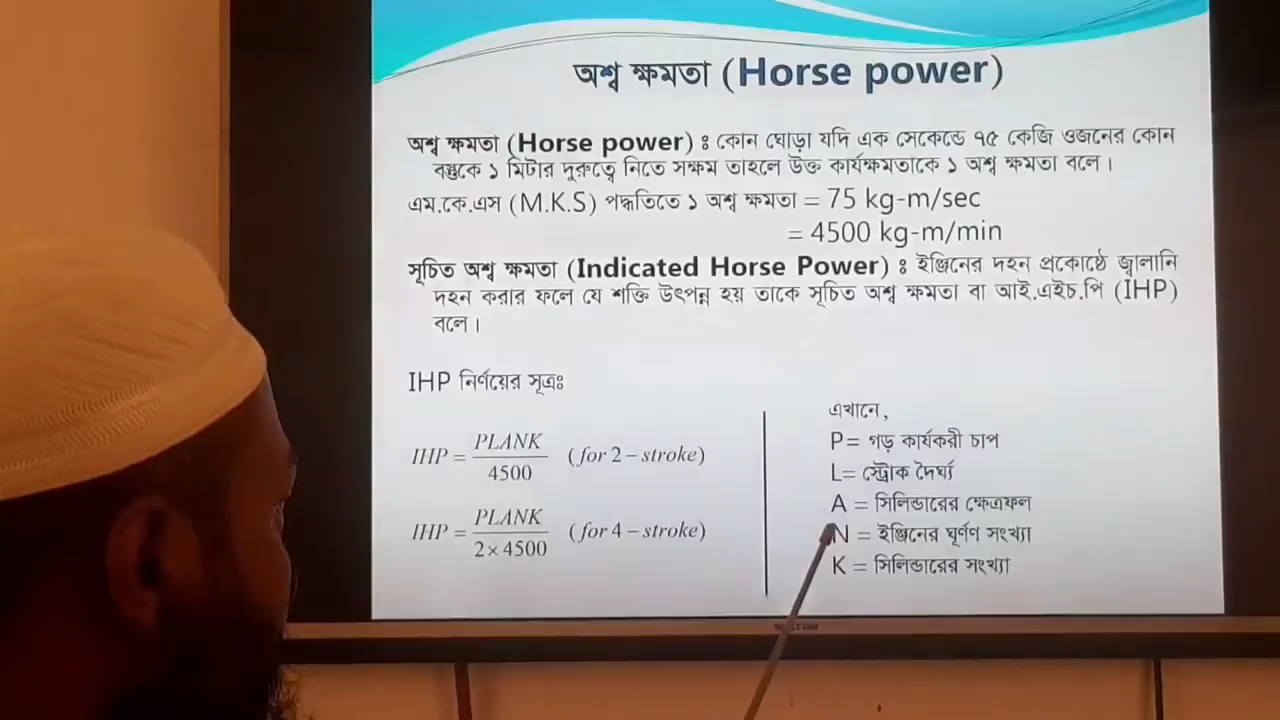 অশ্ব ক্ষমতা (Horse power)
অশ্ব ক্ষমতা (Horse power) ঃ কোন ঘোড়া যদি এক সেকেন্ডে ৭৫ কেজি ওজনের কোন
বস্তুকে ১ মিটার দুরুত্বে নিতে সক্ষম তাহলে উক্ত কার্যক্ষমতাকে ১ অশ্ব ক্ষমতা বলে।
এম.কে.এস (M.K.S) পদ্ধতিতে ১ অশ্ব ক্ষমতা = 75 kg-m/sec
= 4500 kg-m/min
সূচিত অশ্ব ক্ষমতা (Indicated Horse Power) ঃ ইঞ্জিনের দহন প্রকোষ্ঠে জ্বালানি
দহন করার ফলে যে শক্তি উৎপন্ন হয় তাকে সূচিত অশ্ব ক্ষমতা বা আই.এইচ.পি (IHP)
বলে।
IHP নির্ণয়ের সূত্রঃ
IHP = PLANK / 4500 (for 2 – stroke)
IHP = PLANK / 2 × 4500 (for 4 – stroke)
এখানে,
P= গড় কার্যকরী চাপ
L= স্ট্রোক দৈর্ঘ্য
A = সিলিন্ডারের ক্ষেত্রফল
N = ইঞ্জিনের ঘূর্ণণ সংখ্যা
K = সিলিন্ডারের সংখ্যা
WALTON